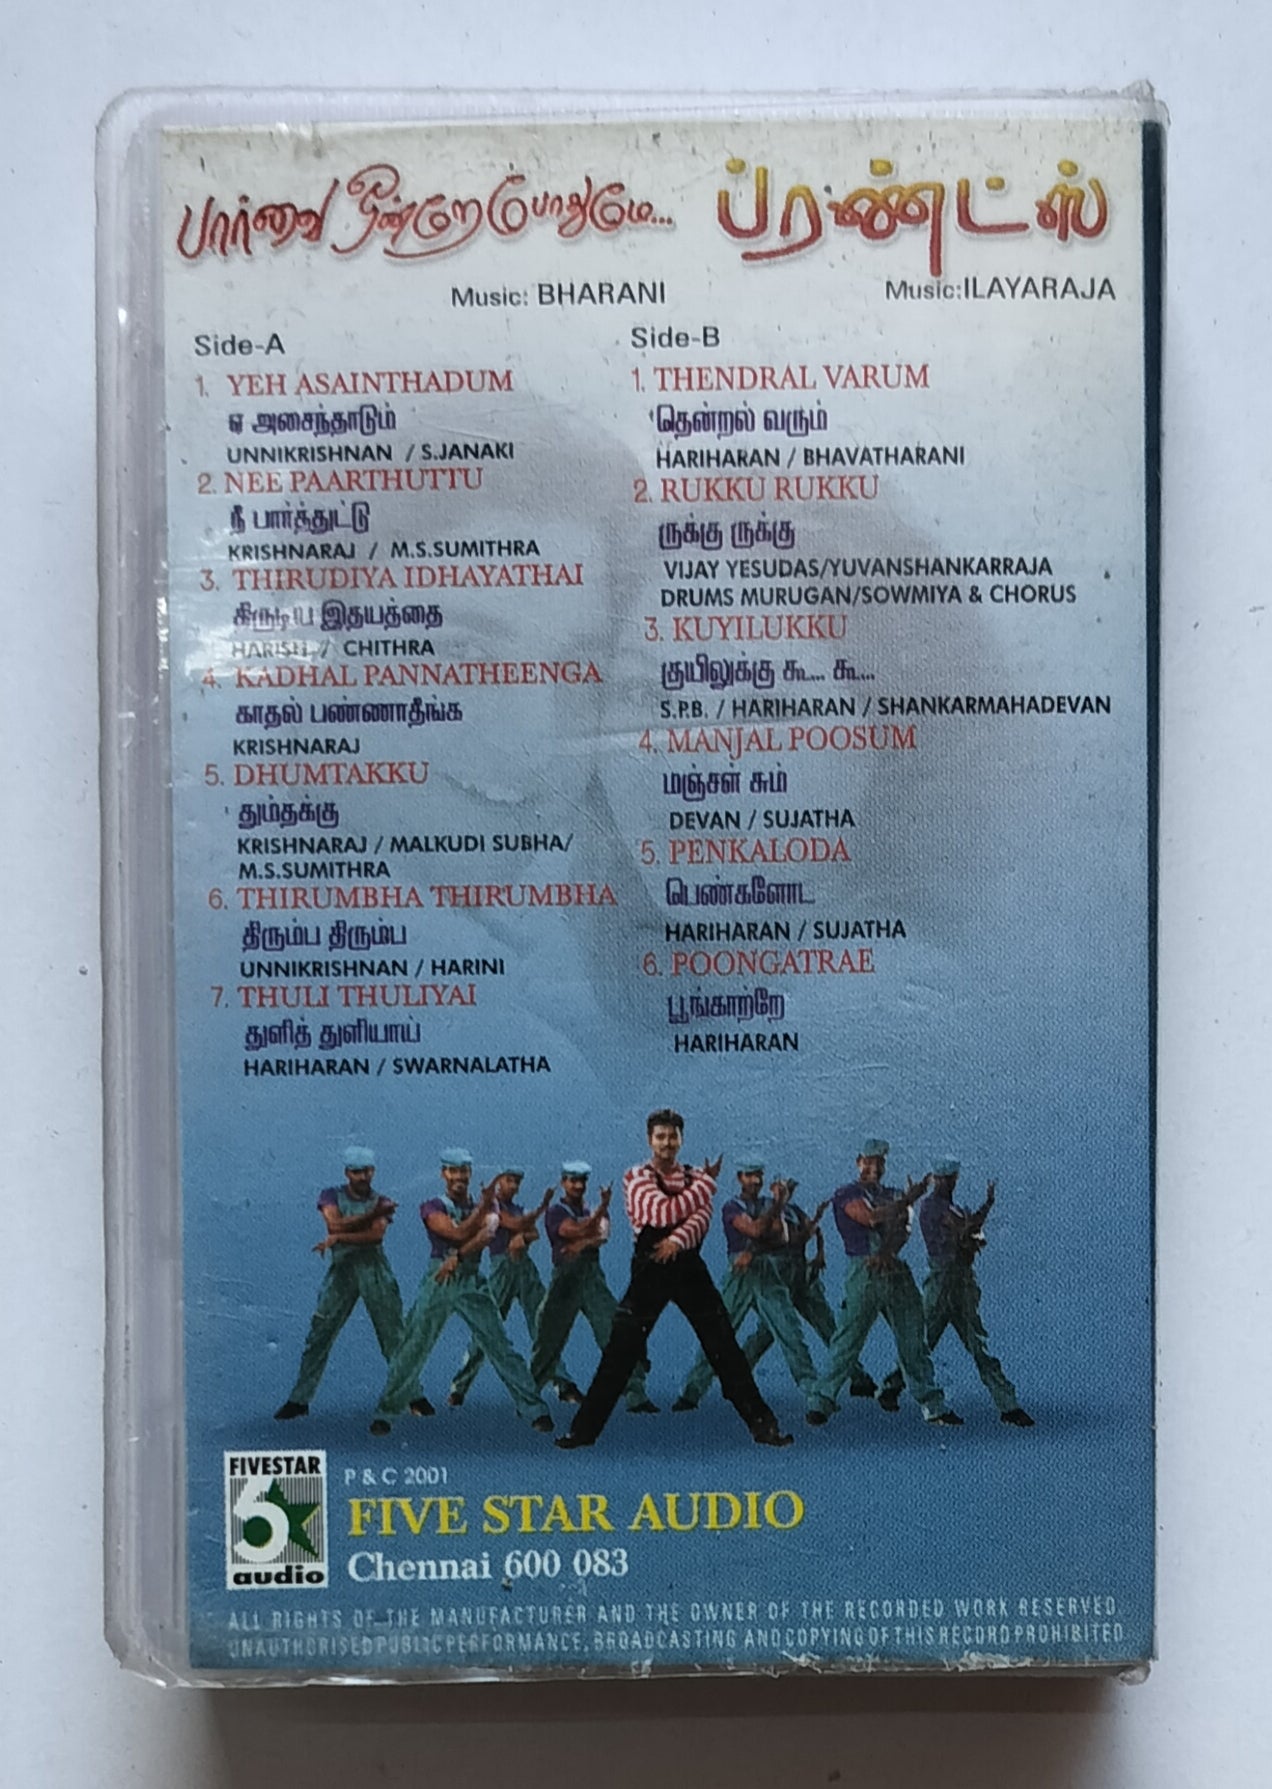 பார்வை ஒன்றே போதுமே...
Music: BHARANI
Side-A
1. YEH ASAINTHADUM
ஏ அசைந்தாடும்
UNNIKRISHNAN / S.JANAKI
2. NEE PAARTHUTTU
நீ பார்த்துட்டு
KRISHNARAJ / M.S.SUMITHRA
3. THIRUDIYA IDHAYATHAI
திருடிய இதயத்தை
HARISH / CHITHRA
4. KADHAL PANNATHEENGA
காதல் பண்ணாதீங்க
KRISHNARAJ
5. DHUMTAKKU
தும்தக்கு
KRISHNARAJ / MALKUDI SUBHA/
M.S.SUMITHRA
6. THIRUMBHA THIRUMBHA
திரும்ப திரும்ப
UNNIKRISHNAN / HARINI
7. THULI THULIYAI
துளித் துளியாய்
HARIHARAN / SWARNALATHA
ப்ரண்ட்ஸ்
Music:ILAYARAJA
Side-B
1. THENDRAL VARUM
தென்றல் வரும்
HARIHARAN / BHAVATHARANI
2. RUKKU RUKKU
ருக்கு ருக்கு
VIJAY YESUDAS/YUVANSHANKARRAJA
DRUMS MURUGAN/SOWMIYA & CHORUS
3. KUYILUKKU
குயிலுக்கு கூ... கூ...
S.P.B. / HARIHARAN / SHANKARMAHADEVAN
4. MANJAL POOSUM
மஞ்சள் சும்
DEVAN / SUJATHA
5. PENKALODA
பெண்களோட
HARIHARAN / SUJATHA
6. POONGATRAE
பூங்காற்றே
HARIHARAN
FIVESTAR
5
audio
P & C 2001
FIVE STAR AUDIO
Chennai 600 083
ALL RIGHTS OF THE MANUFACTURER AND THE OWNER OF THE RECORDED WORK RESERVED.
UNAUTHORISED PUBLIC PERFORMANCE, BROADCASTING AND COPYING OF THIS RECORD PROHIBITED